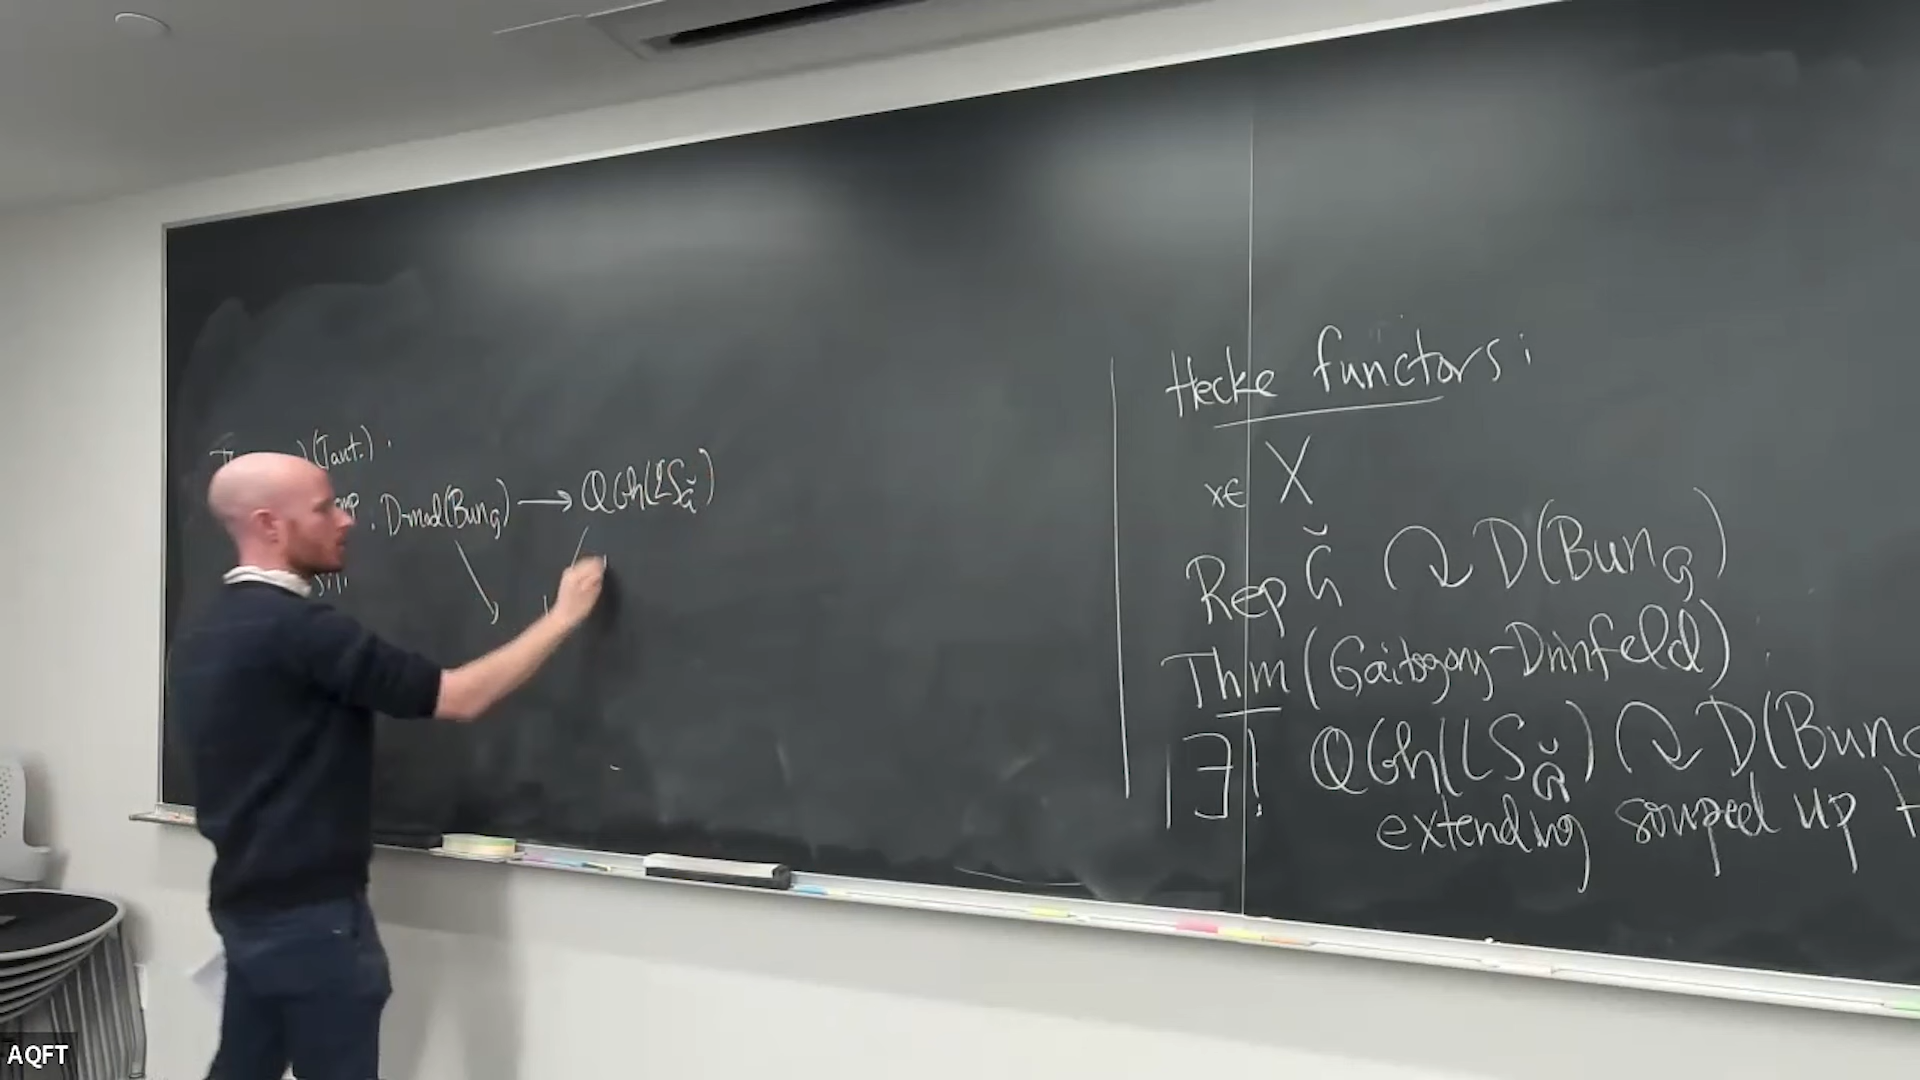 (Taut.).
D-mod(Bun_G) → QCoh(LS_Ǧ)
Hecke functors:
x∈ X
Rep Ǧ ↷ D(Bun_G)
Thm (Gaitsgory-Drinfeld).
∃! QCoh(LS_Ǧ) ↷ D(Bun_G
extending souped up
AQFT